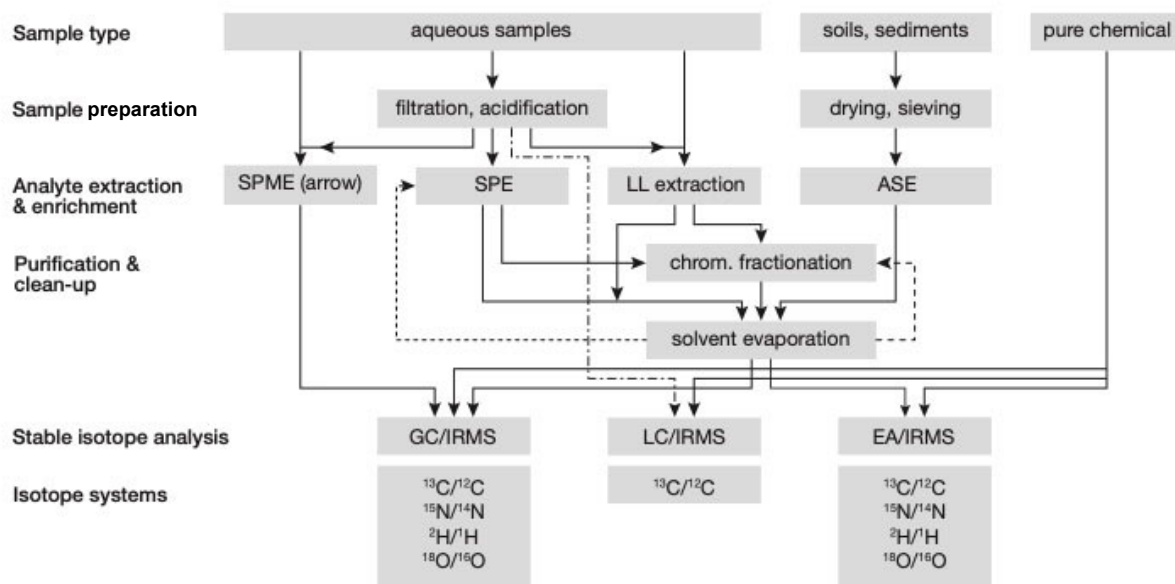 Sample type
aqueous samples
soils, sediments
pure chemical
Sample preparation
filtration, acidification
drying, sieving
Analyte extraction
& enrichment
SPME (arrow)
SPE
LL extraction
ASE
Purification &
clean-up
chrom. fractionation
solvent evaporation
Stable isotope analysis
GC/IRMS
LC/IRMS
EA/IRMS
Isotope systems
¹³C/¹²C
¹⁵N/¹⁴N
²H/¹H
¹⁸O/¹⁶O
¹³C/¹²C
¹³C/¹²C
¹⁵N/¹⁴N
²H/¹H
¹⁸O/¹⁶O